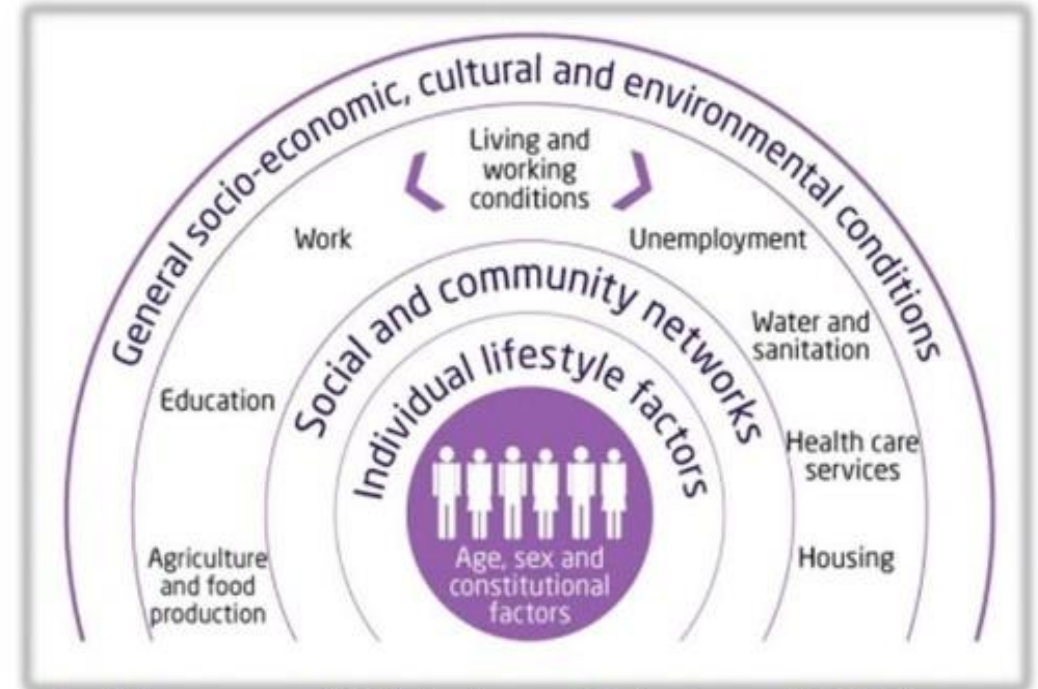 General socio-economic, cultural and environmental conditions
Living and
working
conditions
Work
Unemployment
Social and community networks
Water and
sanitation
Individual lifestyle factors
Education
Health care
services
Agriculture
and food
production
Housing
Age, sex and
constitutional
factors